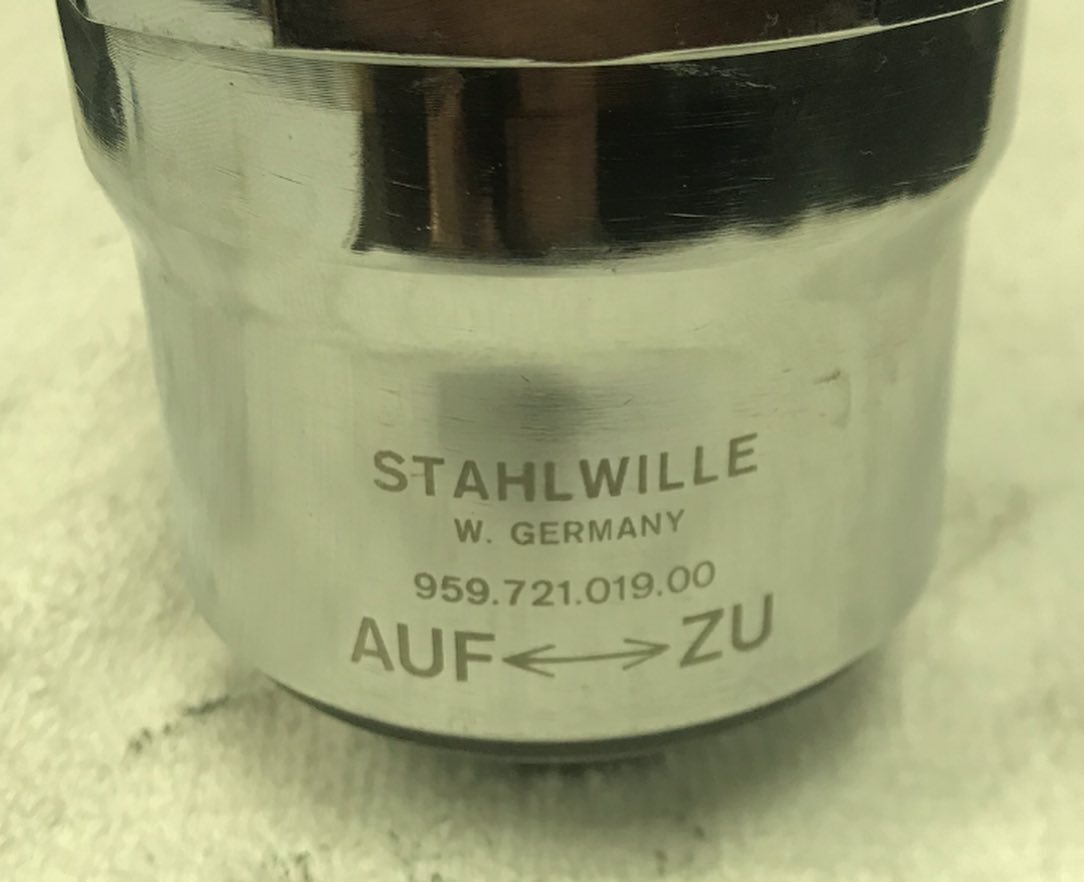 STAHLWILLE
W. GERMANY
959.721.019.00
AUF↔ZU